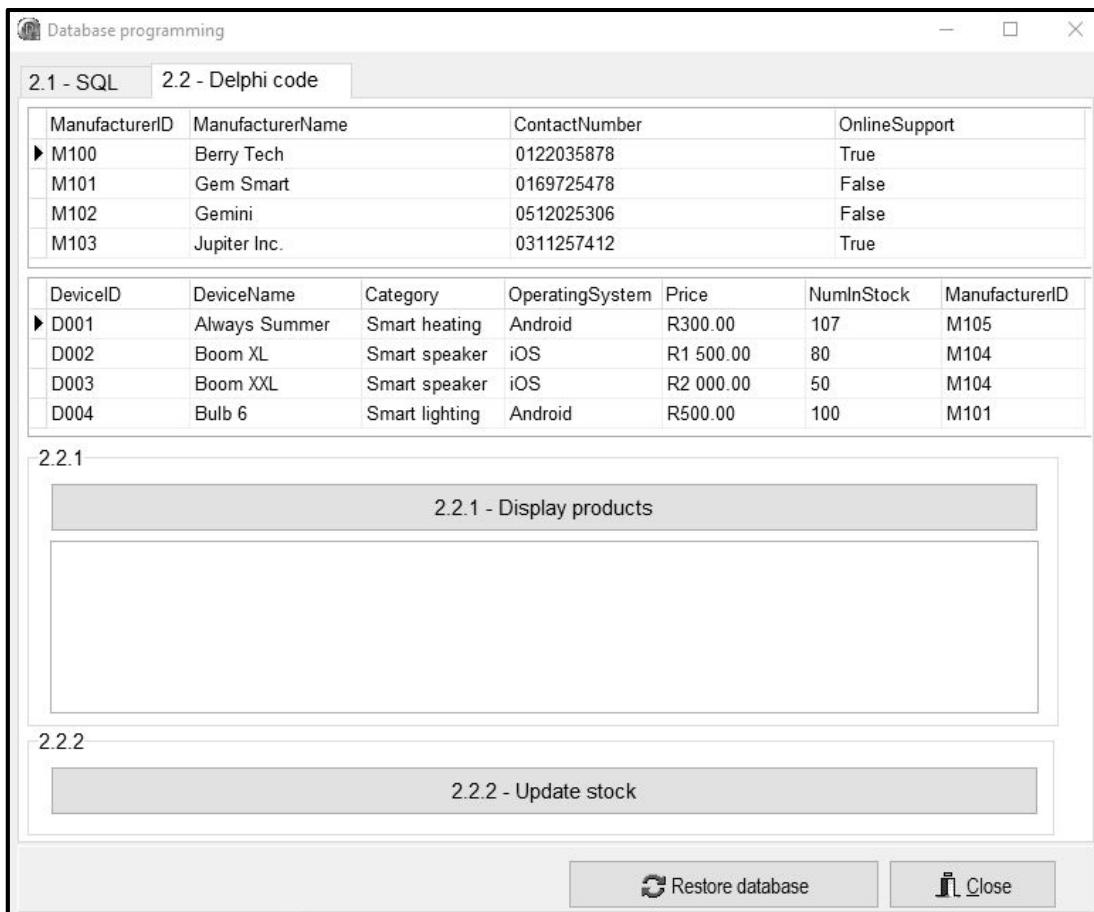 Database programming
2.1 - SQL 2.2 - Delphi code
ManufacturerID ManufacturerName ContactNumber OnlineSupport
M100 Berry Tech 0122035878 True
M101 Gem Smart 0169725478 False
M102 Gemini 0512025306 False
M103 Jupiter Inc. 0311257412 True
DeviceID DeviceName Category OperatingSystem Price NumInStock ManufacturerID
D001 Always Summer Smart heating Android R300.00 107 M105
D002 Boom XL Smart speaker iOS R1 500.00 80 M104
D003 Boom XXL Smart speaker iOS R2 000.00 50 M104
D004 Bulb 6 Smart lighting Android R500.00 100 M101
2.2.1
2.2.1 - Display products
2.2.2
2.2.2 - Update stock
Restore database Close